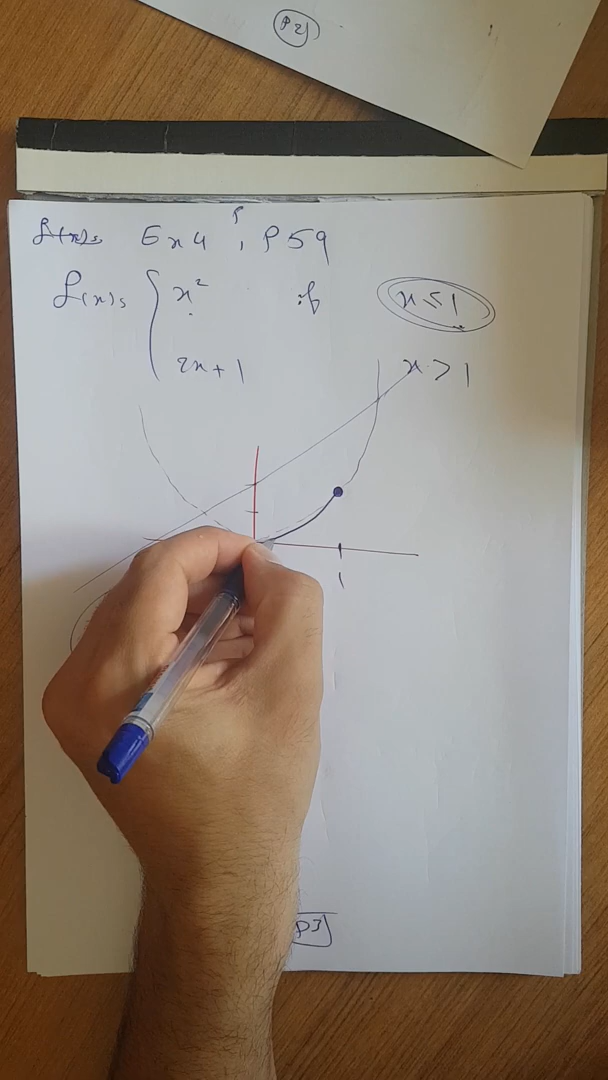 P2
f(x)= Ex4, P59
f(x)= { x² if x ≤ 1
2x+1 x > 1
1
P3